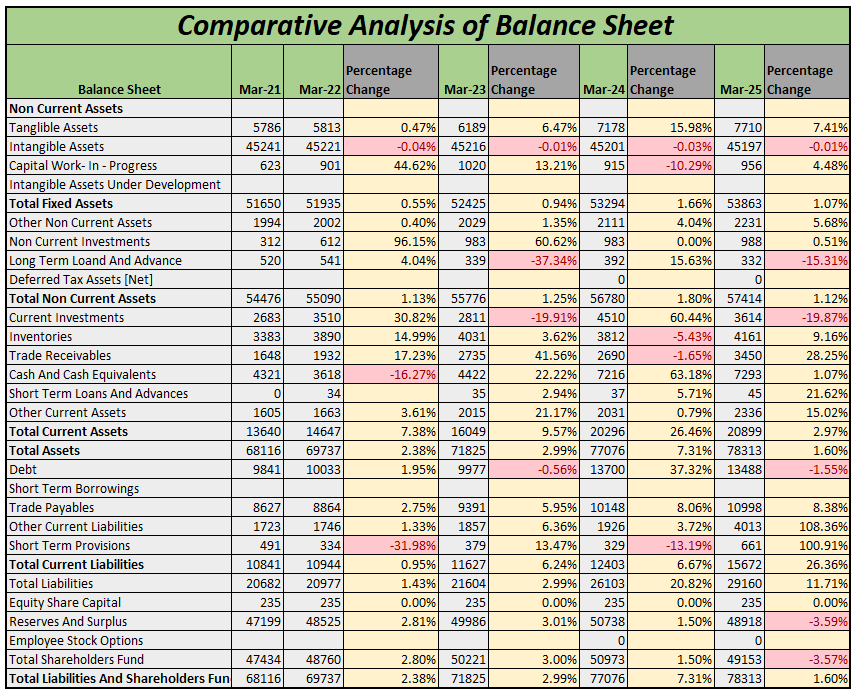 Comparative Analysis of Balance Sheet
Balance Sheet Mar-21 Mar-22 Percentage Change Mar-23 Percentage Change Mar-24 Percentage Change Mar-25 Percentage Change
Non Current Assets
Tanglible Assets 5786 5813 0.47% 6189 6.47% 7178 15.98% 7710 7.41%
Intangible Assets 45241 45221 -0.04% 45216 -0.01% 45201 -0.03% 45197 -0.01%
Capital Work- In - Progress 623 901 44.62% 1020 13.21% 915 -10.29% 956 4.48%
Intangible Assets Under Development
Total Fixed Assets 51650 51935 0.55% 52425 0.94% 53294 1.66% 53863 1.07%
Other Non Current Assets 1994 2002 0.40% 2029 1.35% 2111 4.04% 2231 5.68%
Non Current Investments 312 612 96.15% 983 60.62% 983 0.00% 988 0.51%
Long Term Loand And Advance 520 541 4.04% 339 -37.34% 392 15.63% 332 -15.31%
Deferred Tax Assets [Net] 0 0
Total Non Current Assets 54476 55090 1.13% 55776 1.25% 56780 1.80% 57414 1.12%
Current Investments 2683 3510 30.82% 2811 -19.91% 4510 60.44% 3614 -19.87%
Inventories 3383 3890 14.99% 4031 3.62% 3812 -5.43% 4161 9.16%
Trade Receivables 1648 1932 17.23% 2735 41.56% 2690 -1.65% 3450 28.25%
Cash And Cash Equivalents 4321 3618 -16.27% 4422 22.22% 7216 63.18% 7293 1.07%
Short Term Loans And Advances 0 34 35 2.94% 37 5.71% 45 21.62%
Other Current Assets 1605 1663 3.61% 2015 21.17% 2031 0.79% 2336 15.02%
Total Current Assets 13640 14647 7.38% 16049 9.57% 20296 26.46% 20899 2.97%
Total Assets 68116 69737 2.38% 71825 2.99% 77076 7.31% 78313 1.60%
Debt 9841 10033 1.95% 9977 -0.56% 13700 37.32% 13488 -1.55%
Short Term Borrowings
Trade Payables 8627 8864 2.75% 9391 5.95% 10148 8.06% 10998 8.38%
Other Current Liabilities 1723 1746 1.33% 1857 6.36% 1926 3.72% 4013 108.36%
Short Term Provisions 491 334 -31.98% 379 13.47% 329 -13.19% 661 100.91%
Total Current Liabilities 10841 10944 0.95% 11627 6.24% 12403 6.67% 15672 26.36%
Total Liabilities 20682 20977 1.43% 21604 2.99% 26103 20.82% 29160 11.71%
Equity Share Capital 235 235 0.00% 235 0.00% 235 0.00% 235 0.00%
Reserves And Surplus 47199 48525 2.81% 49986 3.01% 50738 1.50% 48918 -3.59%
Employee Stock Options 0 0
Total Shareholders Fund 47434 48760 2.80% 50221 3.00% 50973 1.50% 49153 -3.57%
Total Liabilities And Shareholders Fun 68116 69737 2.38% 71825 2.99% 77076 7.31% 78313 1.60%